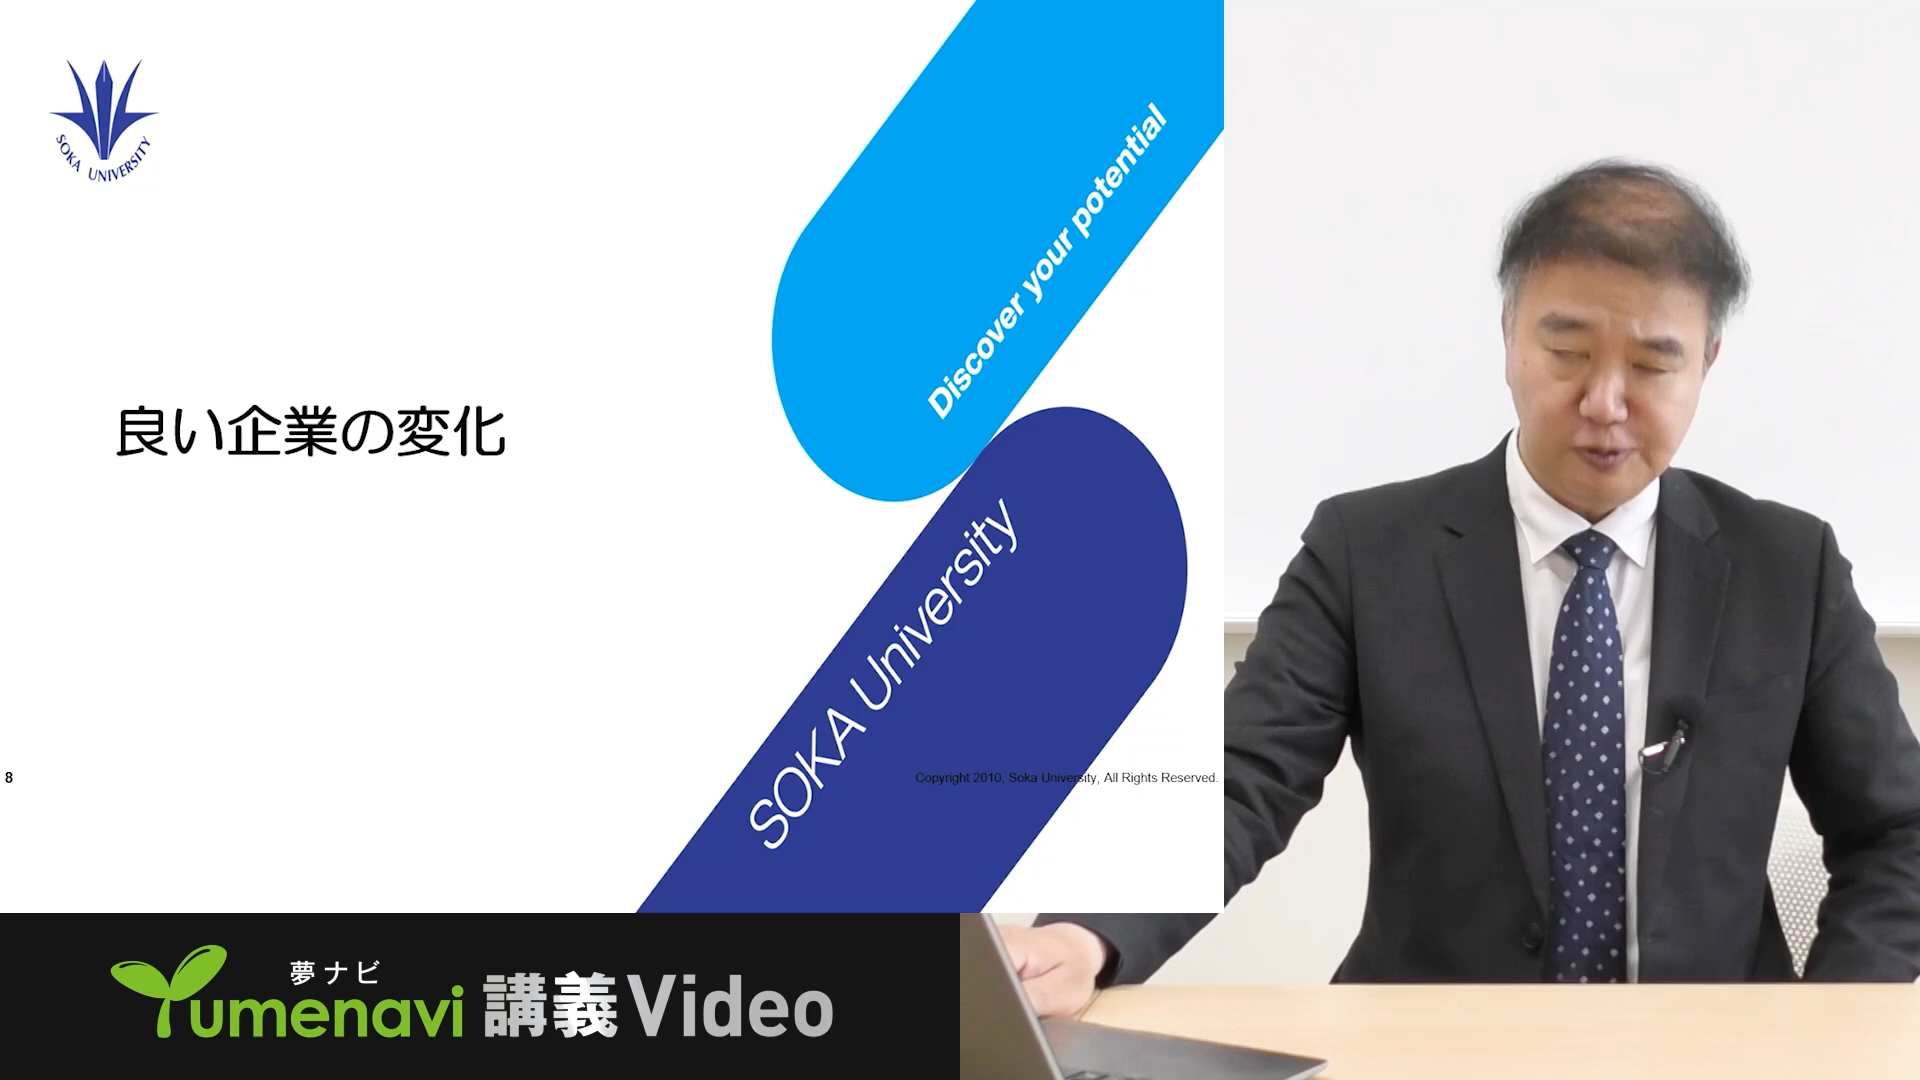 SOKA UNIVERSITY
Discover your potential
良い企業の変化
SOKA University
8
Copyright 2010, Soka University, All Rights Reserved.
夢ナビ
Yumenavi 講義Video